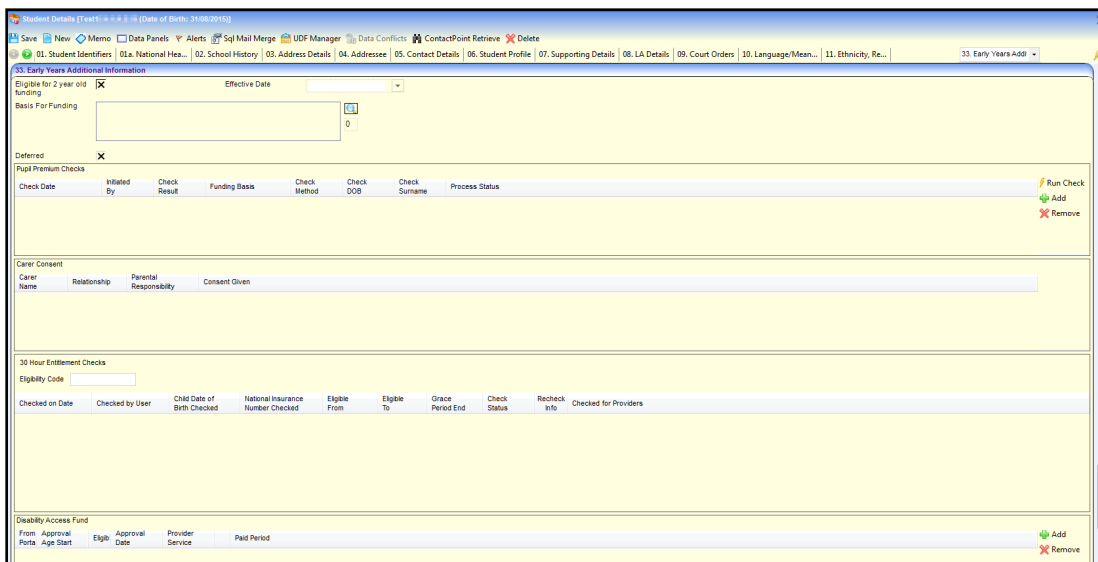 Student Details [Test1 (Date of Birth: 31/08/2015)]
Save New Memo Data Panels Alerts Sql Mail Merge UDF Manager Data Conflicts ContactPoint Retrieve Delete
01. Student Identifiers 01a. National Hea... 02. School History 03. Address Details 04. Addressee 05. Contact Details 06. Student Profile 07. Supporting Details 08. LA Details 09. Court Orders 10. Language/Mean... 11. Ethnicity, Re... 33. Early Years Addi
33. Early Years Additional Information
Eligible for 2 year old funding Effective Date
Basis For Funding
0
Deferred
Pupil Premium Checks
Check Date Initiated By Check Result Funding Basis Check Method Check DOB Check Surname Process Status
Run Check
Add
Remove
Carer Consent
Carer Name Relationship Parental Responsibility Consent Given
30 Hour Entitlement Checks
Eligibility Code
Checked on Date Checked by User Child Date of Birth Checked National Insurance Number Checked Eligible From Eligible To Grace Period End Check Status Recheck Info Checked for Providers
Disability Access Fund
From Porta Approval Age Start Eligib Approval Date Provider Service Paid Period
Add
Remove